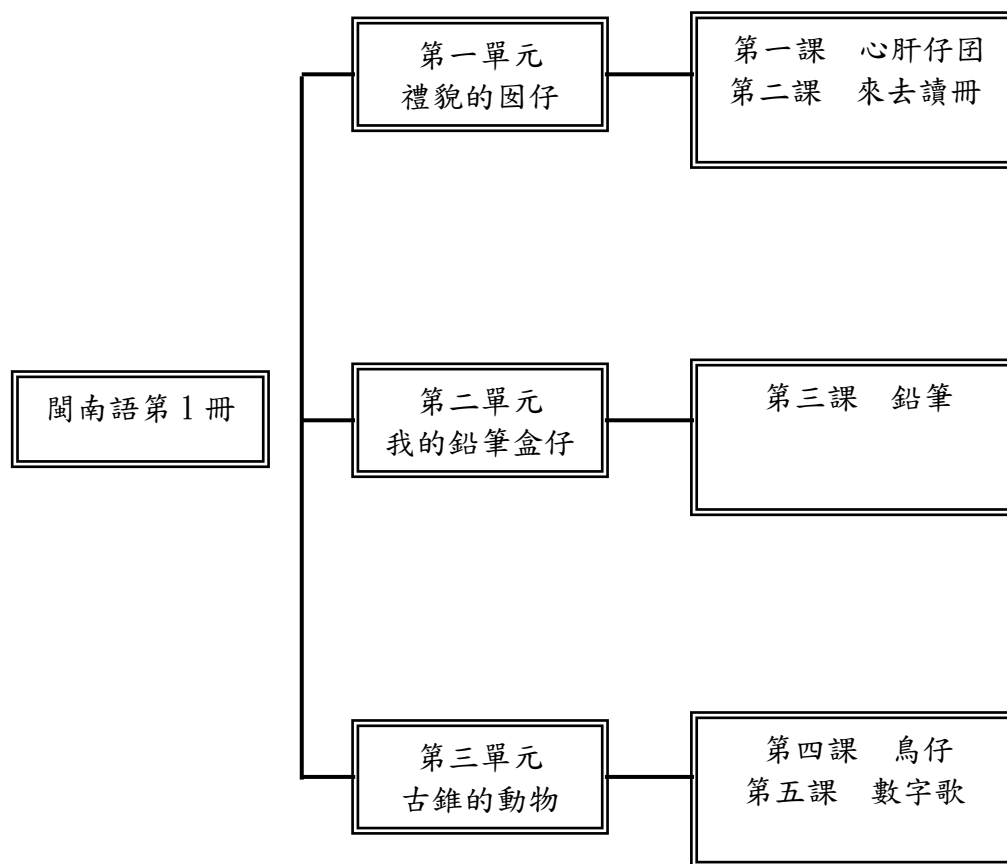 第一單元
禮貌的囡仔
第一課　心肝仔囝
第二課　來去讀冊
閩南語第 1 冊
第二單元
我的鉛筆盒仔
第三課　鉛筆
第三單元
古錐的動物
第四課　鳥仔
第五課　數字歌